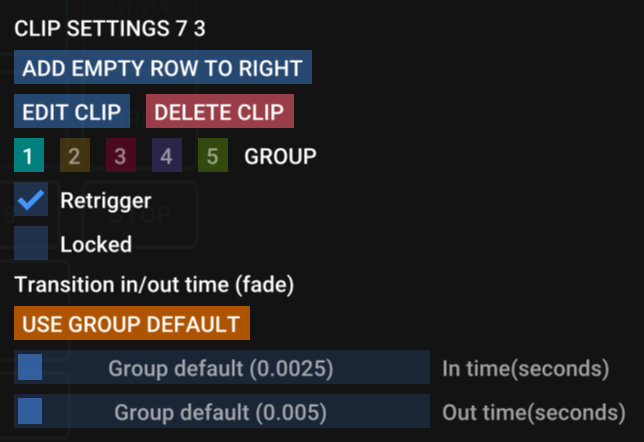 CLIP SETTINGS 7 3
ADD EMPTY ROW TO RIGHT
EDIT CLIP DELETE CLIP
1 2 3 4 5 GROUP
Retrigger
STOP
Locked
Transition in/out time (fade)
USE GROUP DEFAULT
Group default (0.0025) In time(seconds)
Group default (0.005) Out time(seconds)